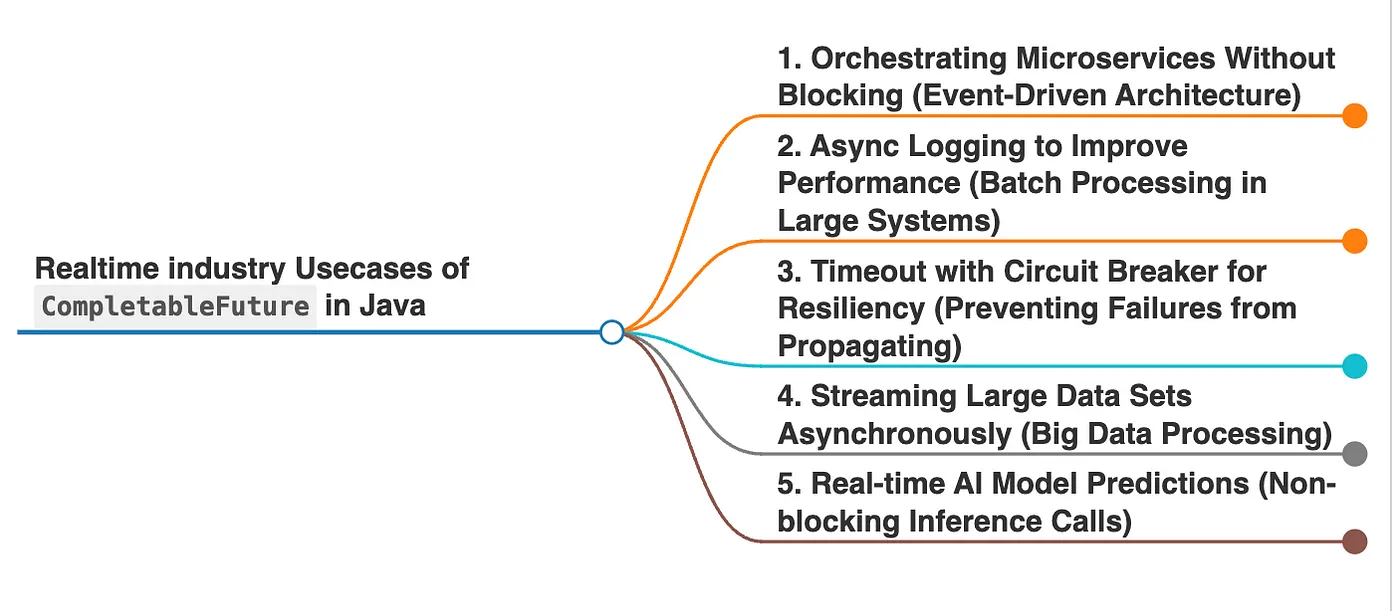 Realtime industry Usecases of
CompletableFuture in Java
1. Orchestrating Microservices Without
Blocking (Event-Driven Architecture)
2. Async Logging to Improve
Performance (Batch Processing in
Large Systems)
3. Timeout with Circuit Breaker for
Resiliency (Preventing Failures from
Propagating)
4. Streaming Large Data Sets
Asynchronously (Big Data Processing)
5. Real-time AI Model Predictions (Non-
blocking Inference Calls)